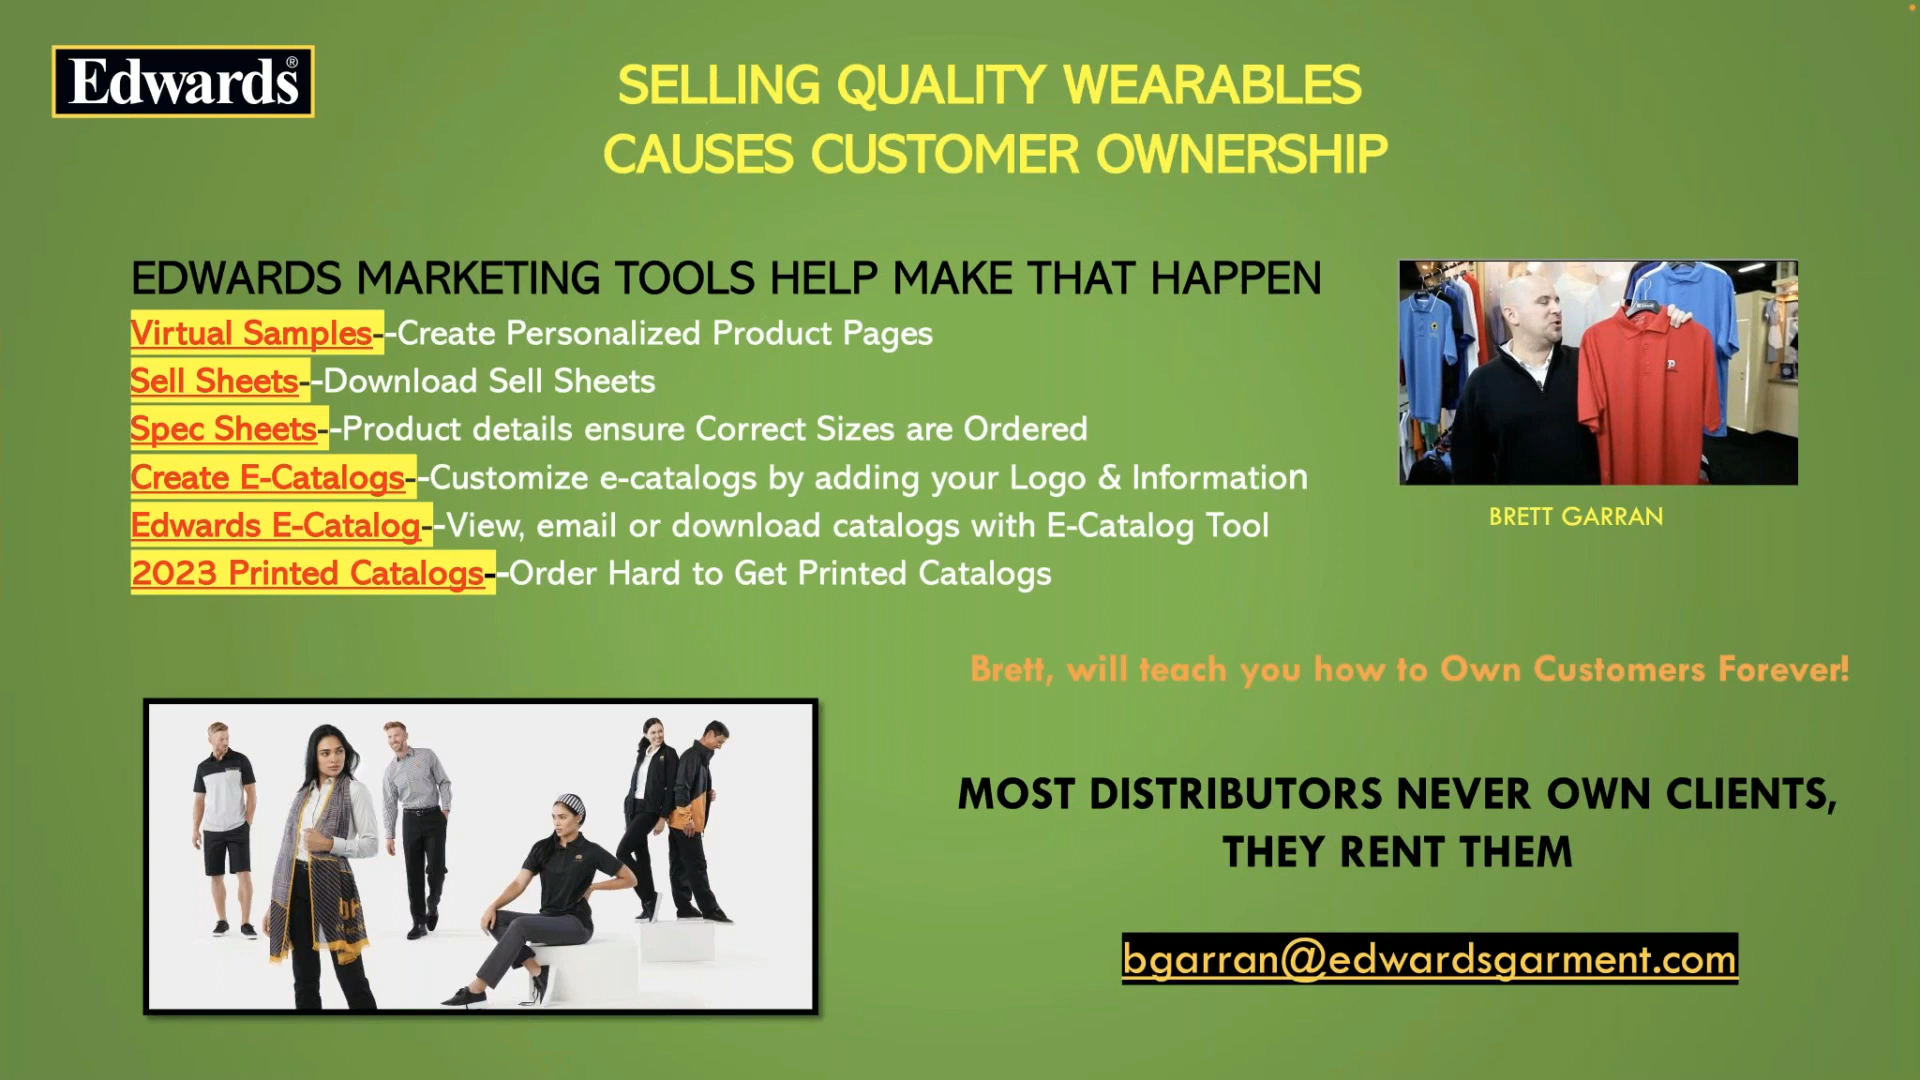 Edwards®
SELLING QUALITY WEARABLES
CAUSES CUSTOMER OWNERSHIP
EDWARDS MARKETING TOOLS HELP MAKE THAT HAPPEN
Virtual Samples--Create Personalized Product Pages
Sell Sheets--Download Sell Sheets
Spec Sheets--Product details ensure Correct Sizes are Ordered
Create E-Catalogs--Customize e-catalogs by adding your Logo & Information
Edwards E-Catalog--View, email or download catalogs with E-Catalog Tool
2023 Printed Catalogs--Order Hard to Get Printed Catalogs
BRETT GARRAN
Brett, will teach you how to Own Customers Forever!
MOST DISTRIBUTORS NEVER OWN CLIENTS,
THEY RENT THEM
bgarran@edwardsgarment.com